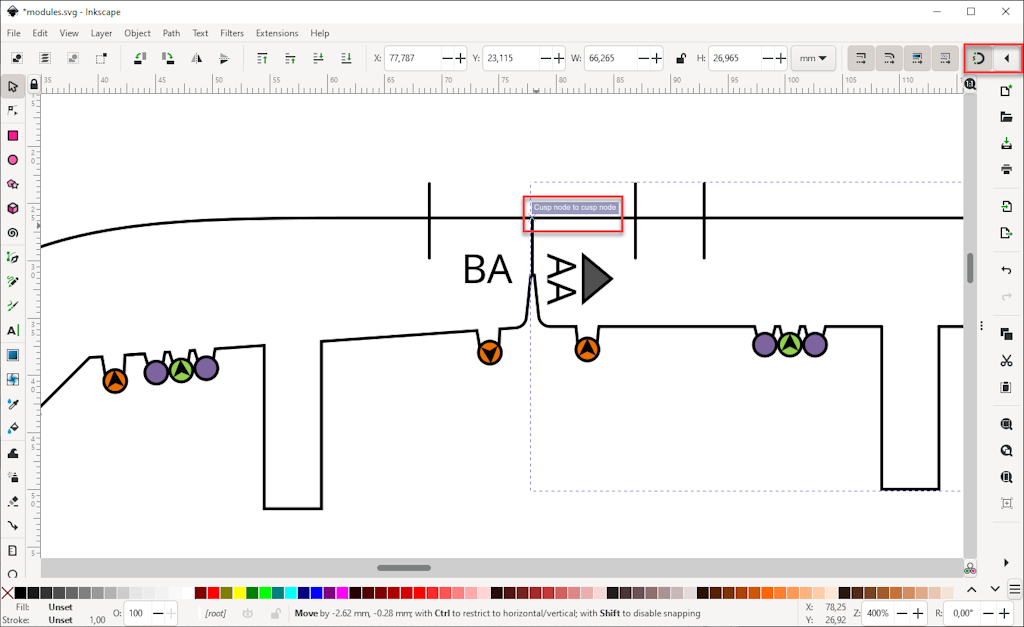 *modules.svg - Inkscape
File Edit View Layer Object Path Text Filters Extensions Help
X: 77,787 Y: 23,115 W: 66,265 H: 26,965 mm
35 40 45 50 55 60 65 70 75 80 85 90 95 100 105 110
Cusp node to cusp node
BA
AA
Fill: Unset
Stroke: Unset 1,00
O: 100
[root]
Move by -2.62 mm, -0.28 mm; with Ctrl to restrict to horizontal/vertical; with Shift to disable snapping
X: 78,25
Y: 26,92
Z: 400%
R: 0,00°